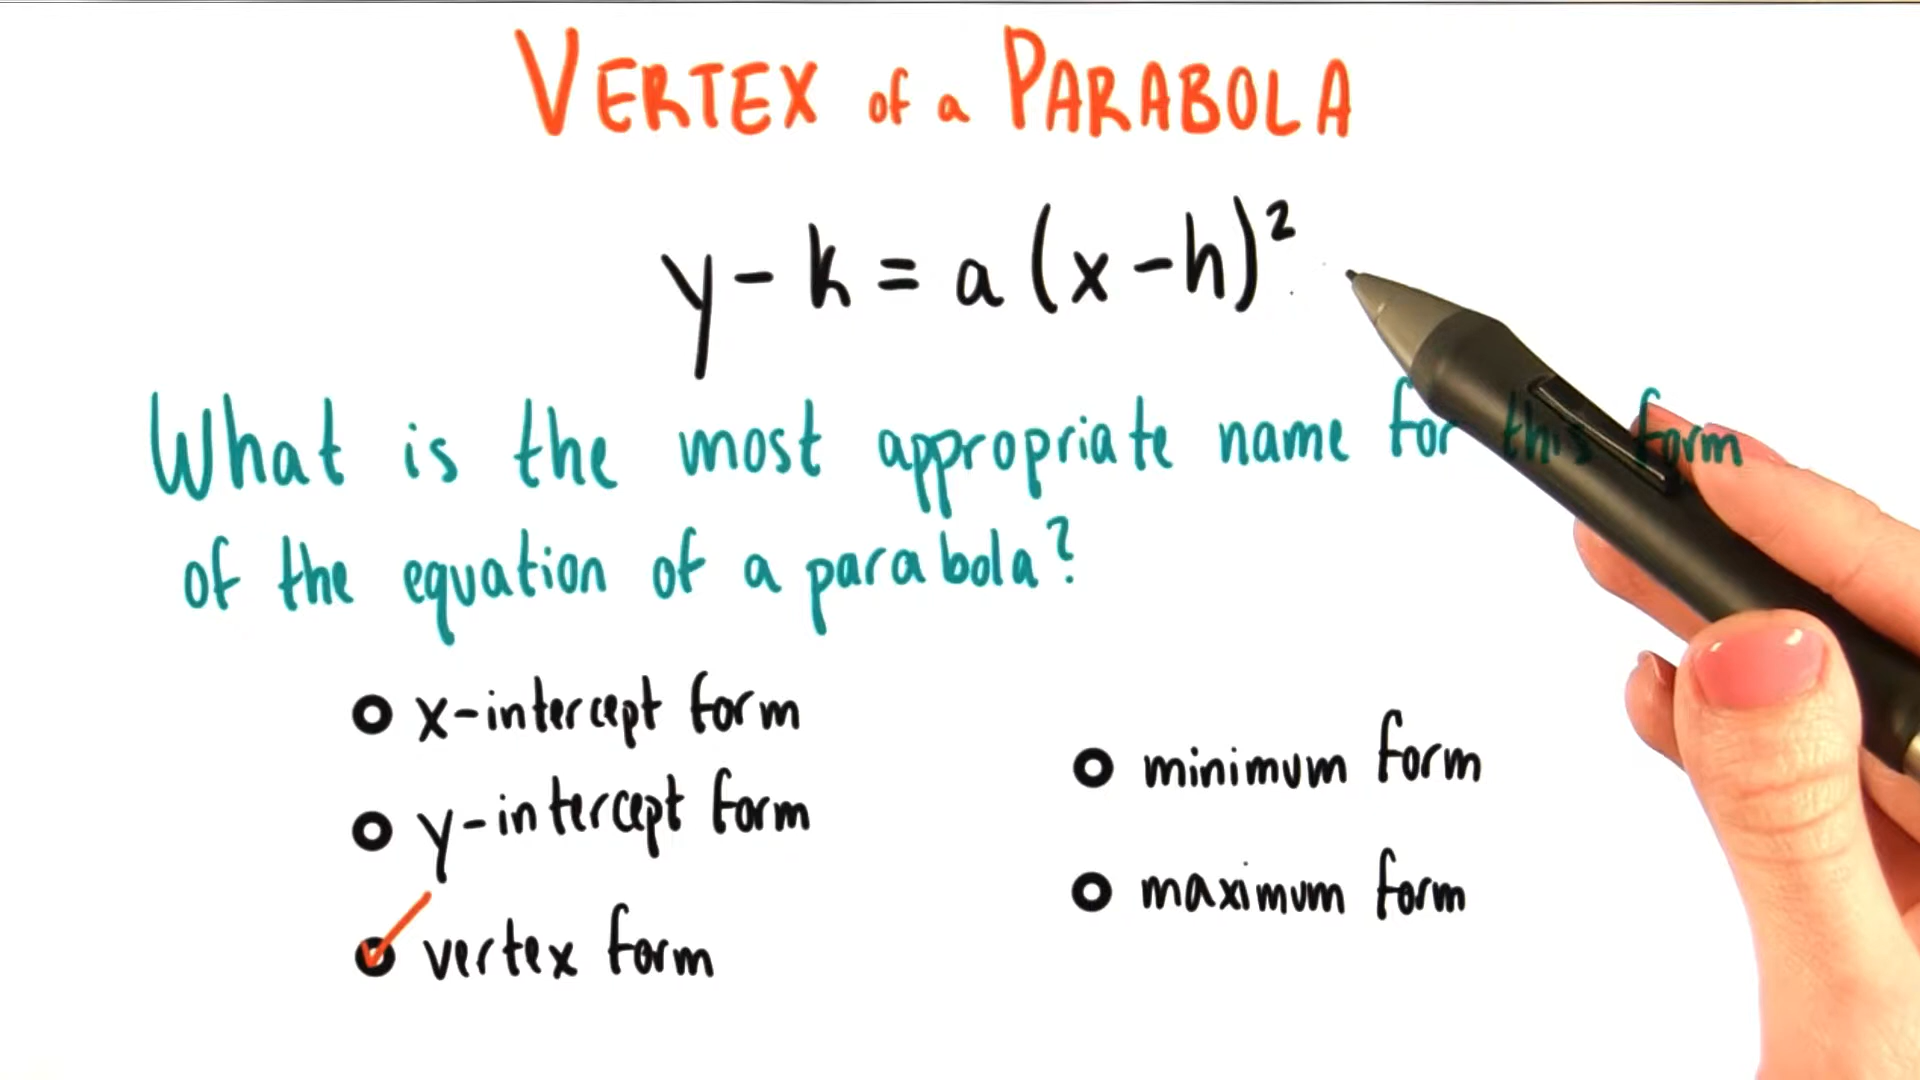 VERTEX of a PARABOLA
y - k = a (x - h)²
What is the most appropriate name for this form
of the equation of a parabola?
x-intercept form
y-intercept form
vertex form
minimum form
maximum form